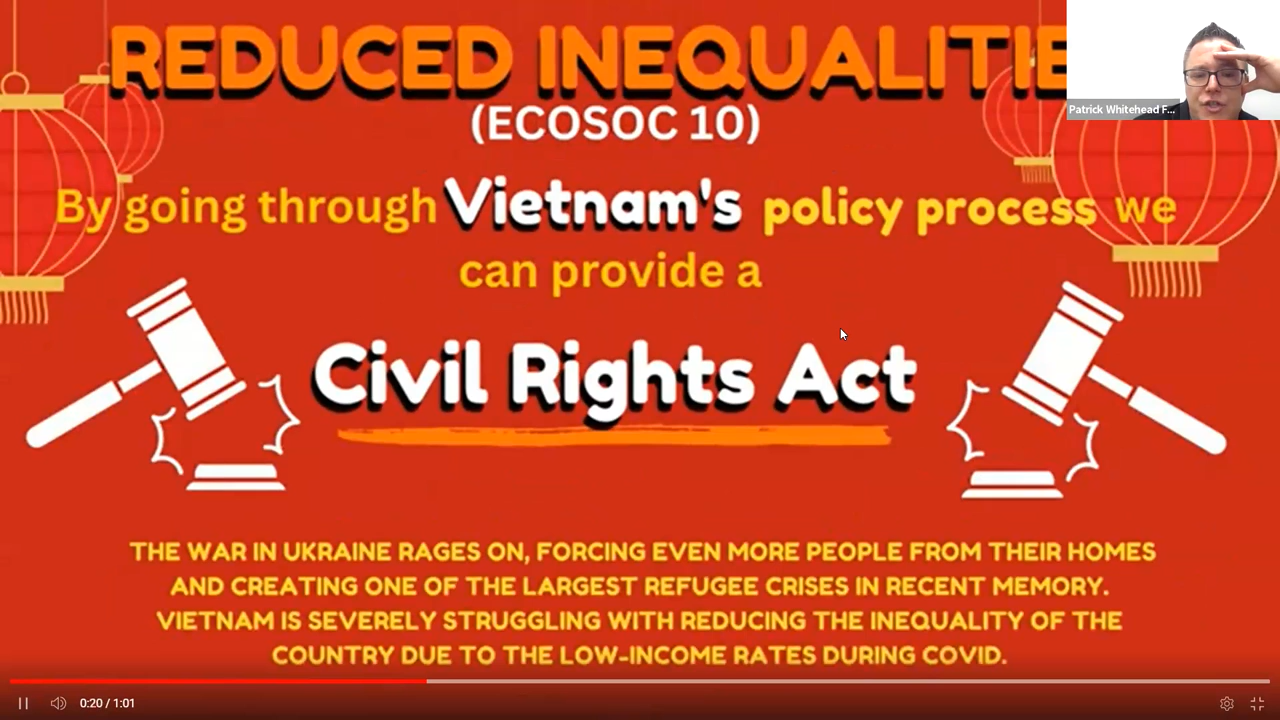 REDUCED INEQUALITIE
(ECOSOC 10)
By going through Vietnam's policy process we
can provide a
Civil Rights Act
THE WAR IN UKRAINE RAGES ON, FORCING EVEN MORE PEOPLE FROM THEIR HOMES
AND CREATING ONE OF THE LARGEST REFUGEE CRISES IN RECENT MEMORY.
VIETNAM IS SEVERELY STRUGGLING WITH REDUCING THE INEQUALITY OF THE
COUNTRY DUE TO THE LOW-INCOME RATES DURING COVID.
Patrick Whitehead F...
0:20 / 1:01